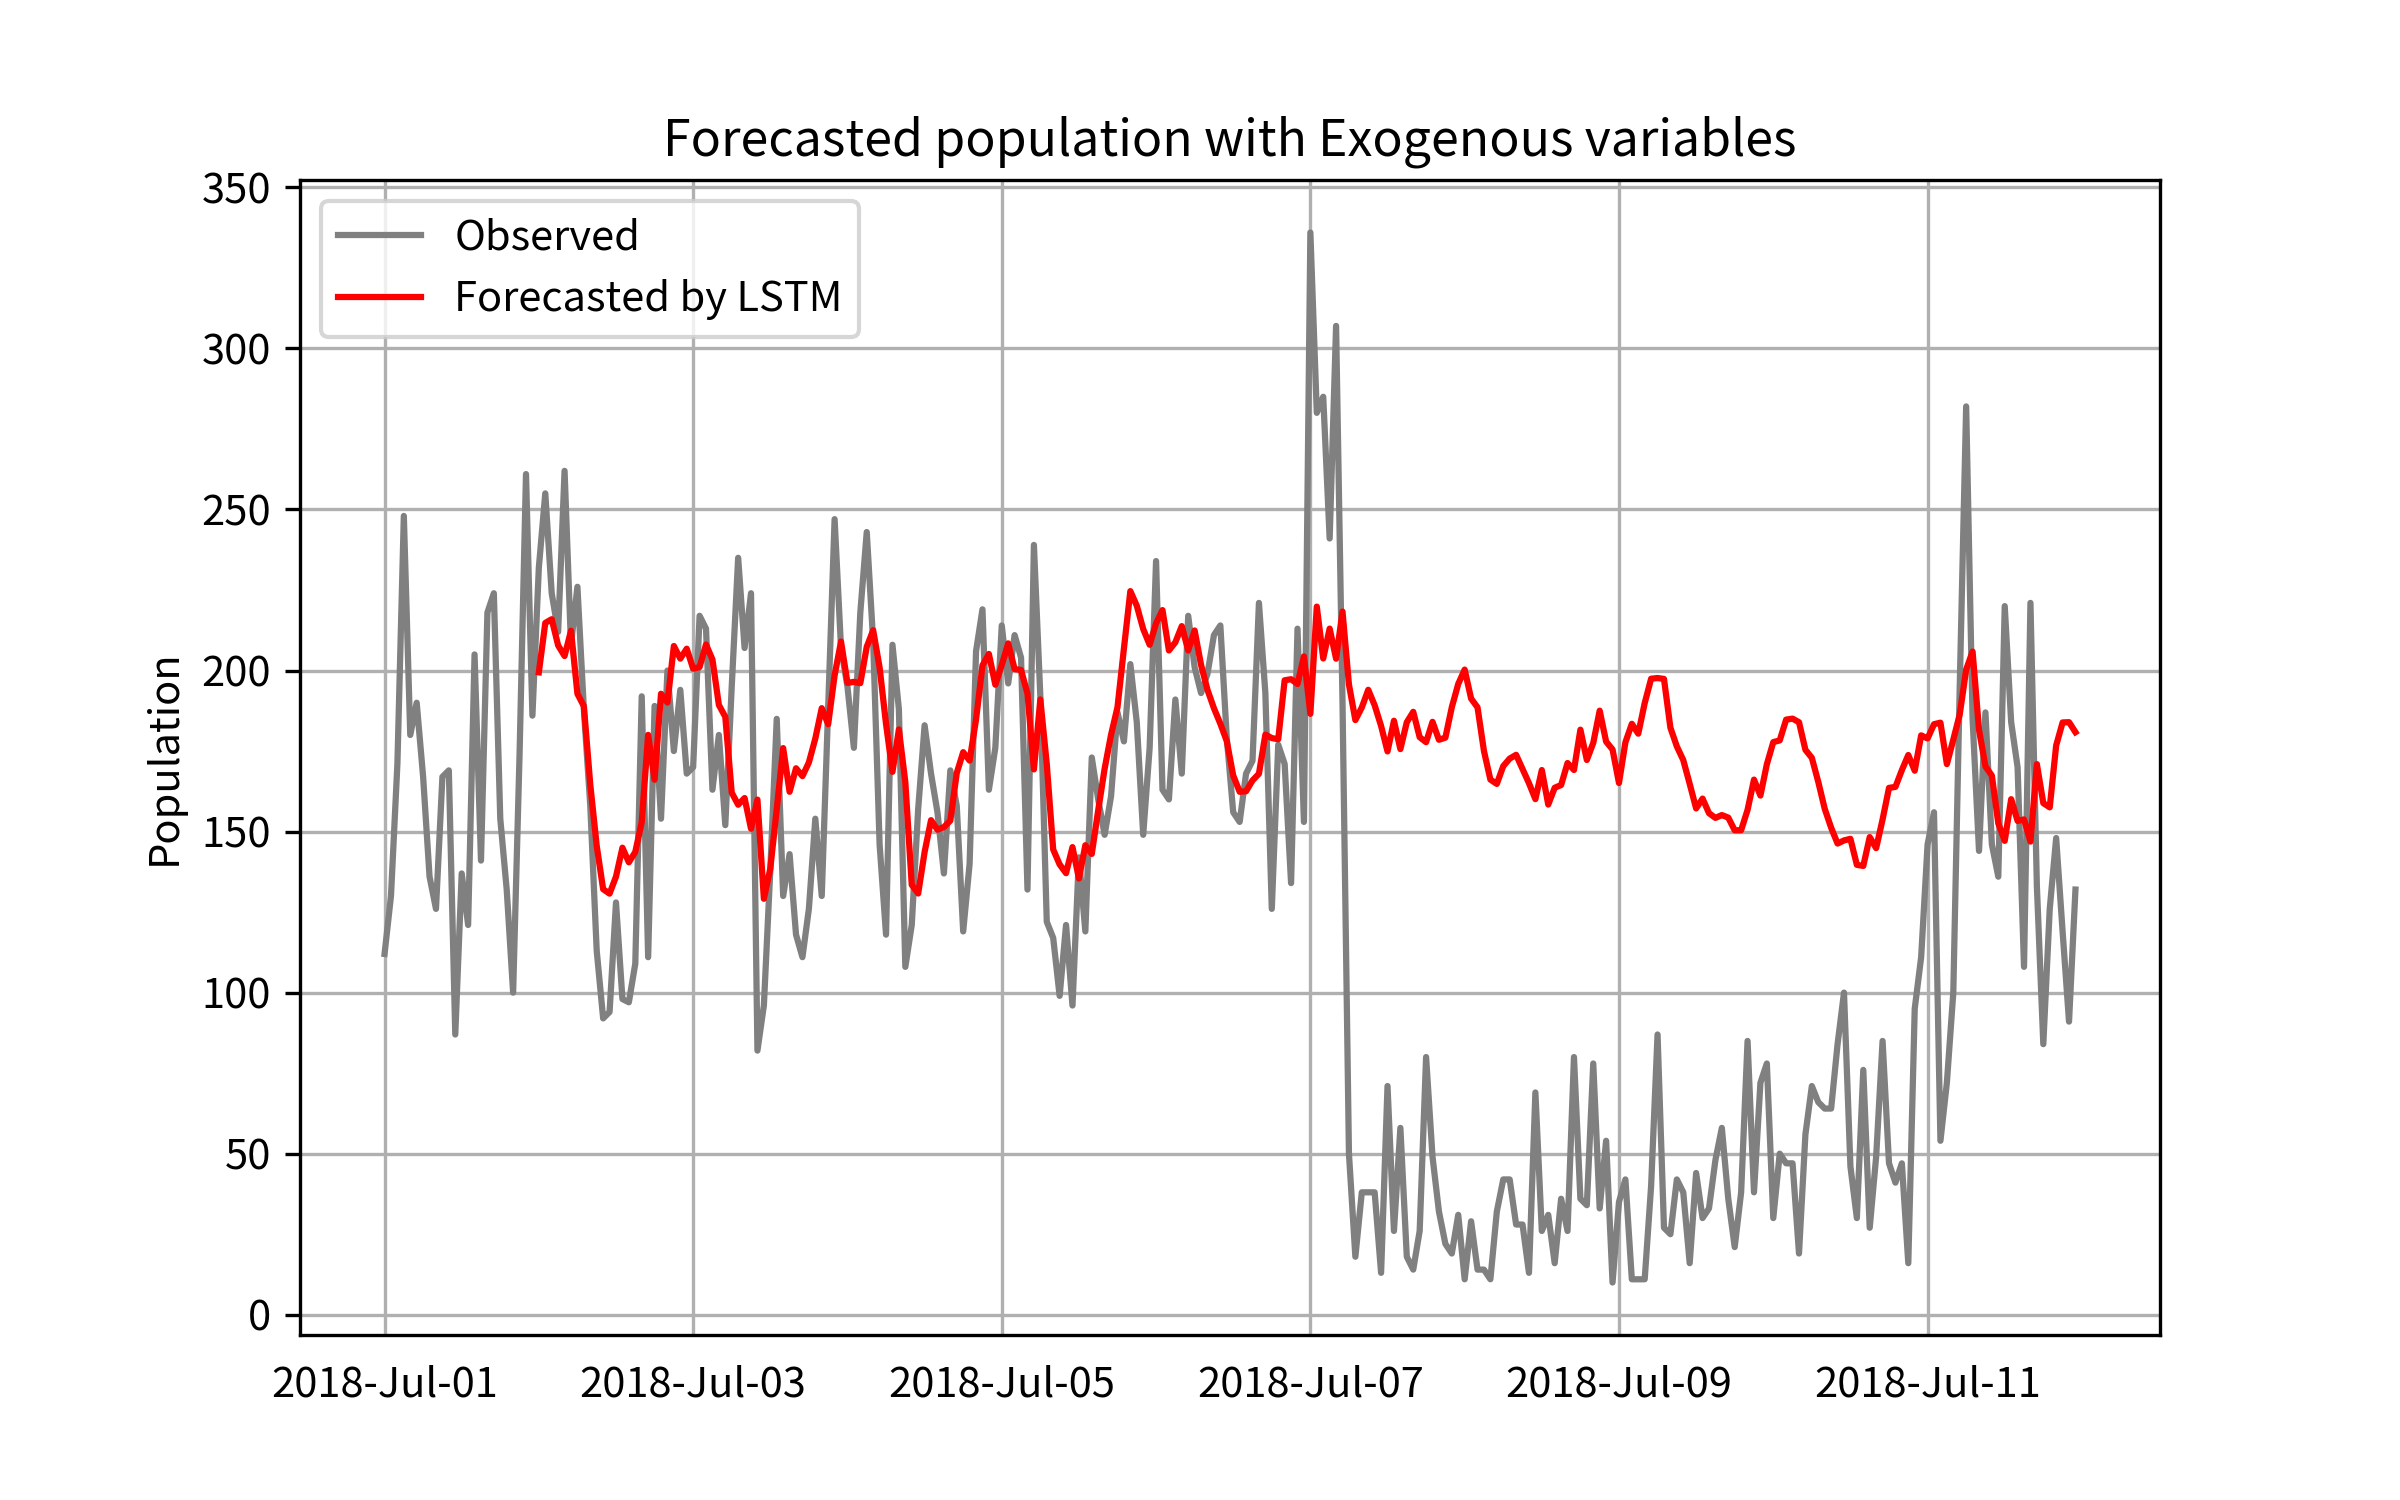 Forecasted population with Exogenous variables
Observed
Forecasted by LSTM
Population
350
300
250
200
150
100
50
0
2018-Jul-01
2018-Jul-03
2018-Jul-05
2018-Jul-07
2018-Jul-09
2018-Jul-11